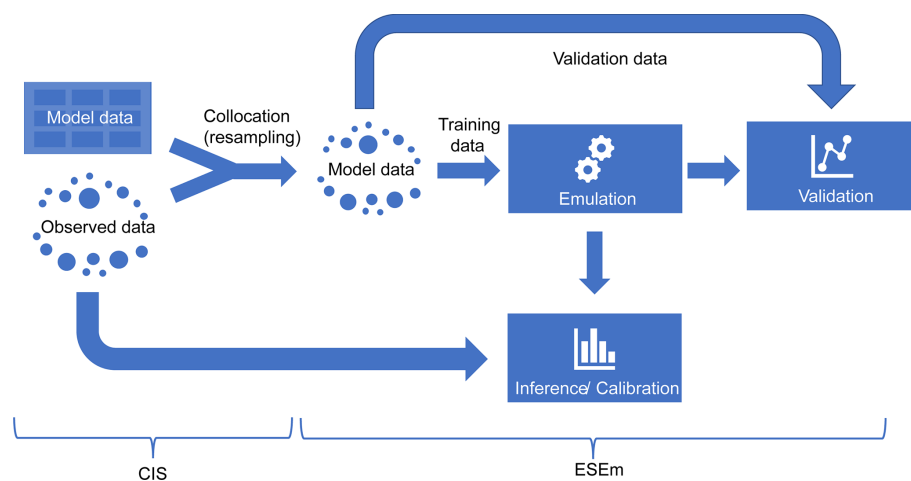 Validation data
Model data
Collocation
(resampling)
Training
data
Model data
Observed data
Emulation
Validation
Inference/ Calibration
CIS
ESEm